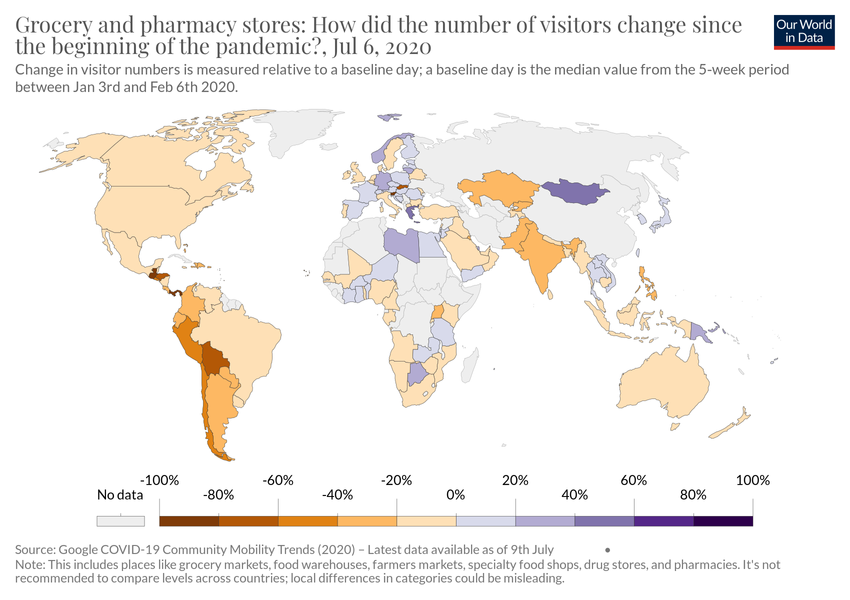 Grocery and pharmacy stores: How did the number of visitors change since
the beginning of the pandemic?, Jul 6, 2020
Our World
in Data
Change in visitor numbers is measured relative to a baseline day; a baseline day is the median value from the 5-week period
between Jan 3rd and Feb 6th 2020.
-100% -60% -20% 20% 60% 100%
No data -80% -40% 0% 40% 80%
Source: Google COVID-19 Community Mobility Trends (2020) – Latest data available as of 9th July •
Note: This includes places like grocery markets, food warehouses, farmers markets, specialty food shops, drug stores, and pharmacies. It's not
recommended to compare levels across countries; local differences in categories could be misleading.